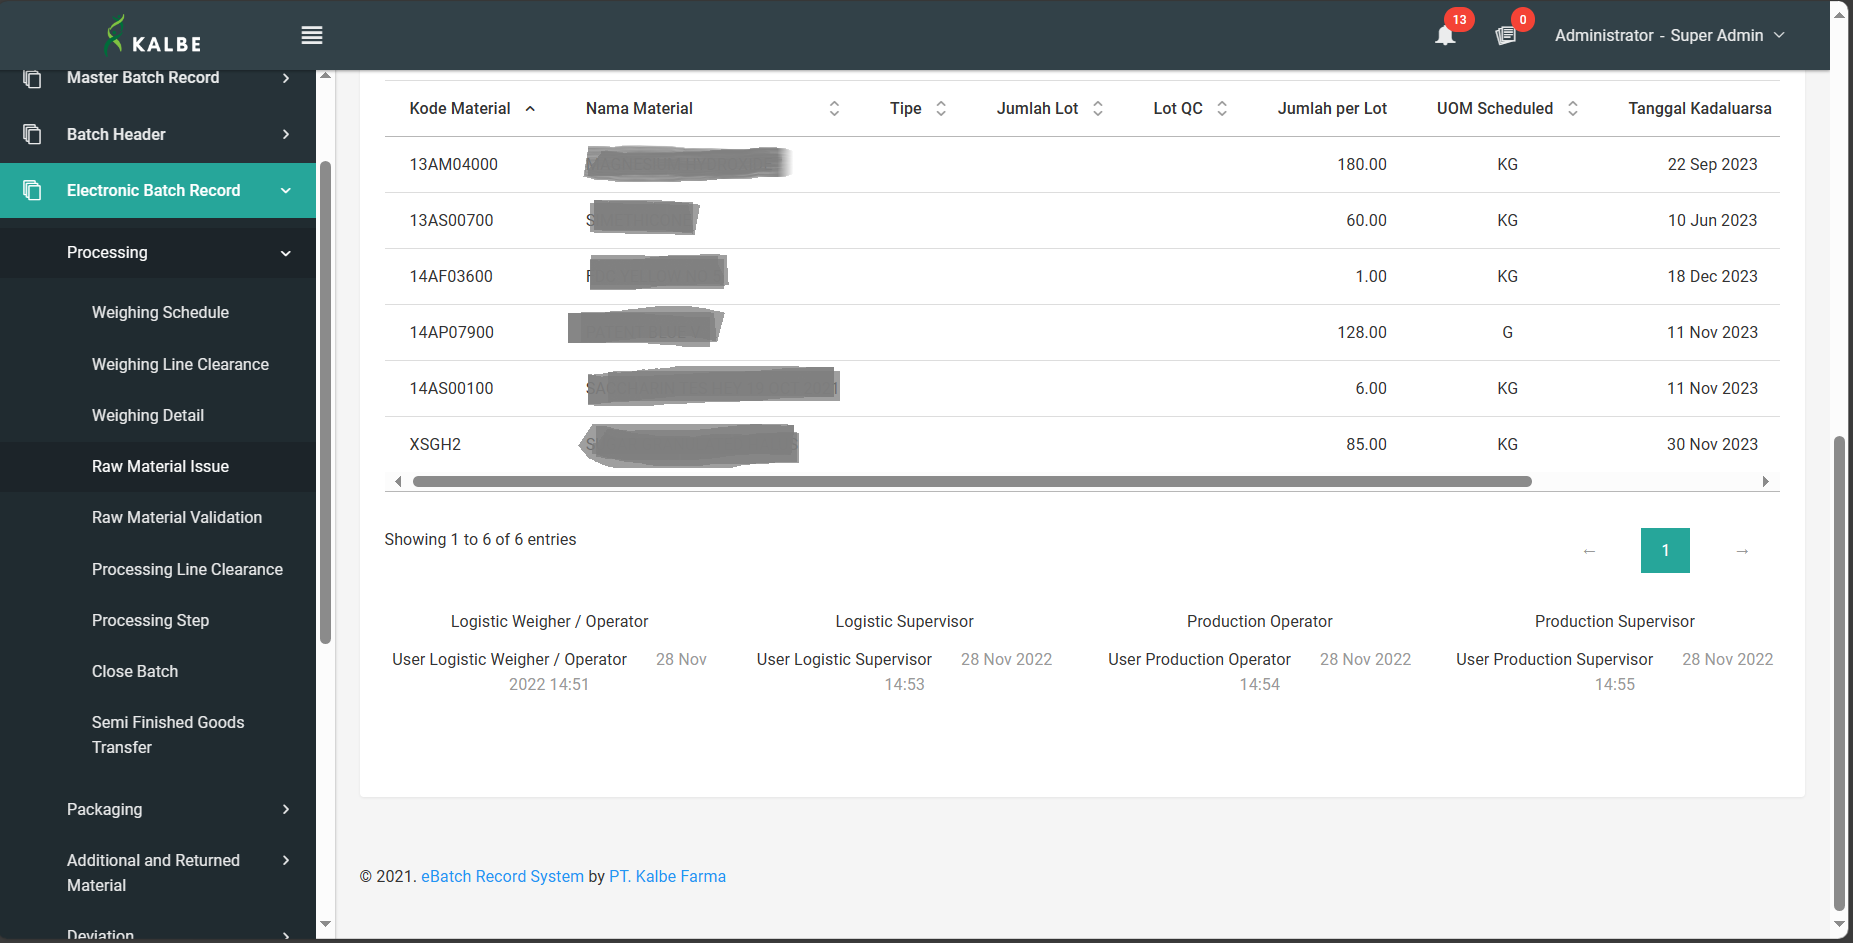 KALBE
13
0
Administrator - Super Admin
Master Batch Record
Batch Header
Electronic Batch Record
Processing
Weighing Schedule
Weighing Line Clearance
Weighing Detail
Raw Material Issue
Raw Material Validation
Processing Line Clearance
Processing Step
Close Batch
Semi Finished Goods
Transfer
Packaging
Additional and Returned
Material
Deviation
Kode Material Nama Material Tipe Jumlah Lot Lot QC Jumlah per Lot UOM Scheduled Tanggal Kadaluarsa
13AM04000 180.00 KG 22 Sep 2023
13AS00700 60.00 KG 10 Jun 2023
14AF03600 1.00 KG 18 Dec 2023
14AP07900 128.00 G 11 Nov 2023
14AS00100 6.00 KG 11 Nov 2023
XSGH2 85.00 KG 30 Nov 2023
Showing 1 to 6 of 6 entries
← 1 →
Logistic Weigher / Operator
User Logistic Weigher / Operator 28 Nov
2022 14:51
Logistic Supervisor
User Logistic Supervisor 28 Nov 2022
14:53
Production Operator
User Production Operator 28 Nov 2022
14:54
Production Supervisor
User Production Supervisor 28 Nov 2022
14:55
© 2021. eBatch Record System by PT. Kalbe Farma